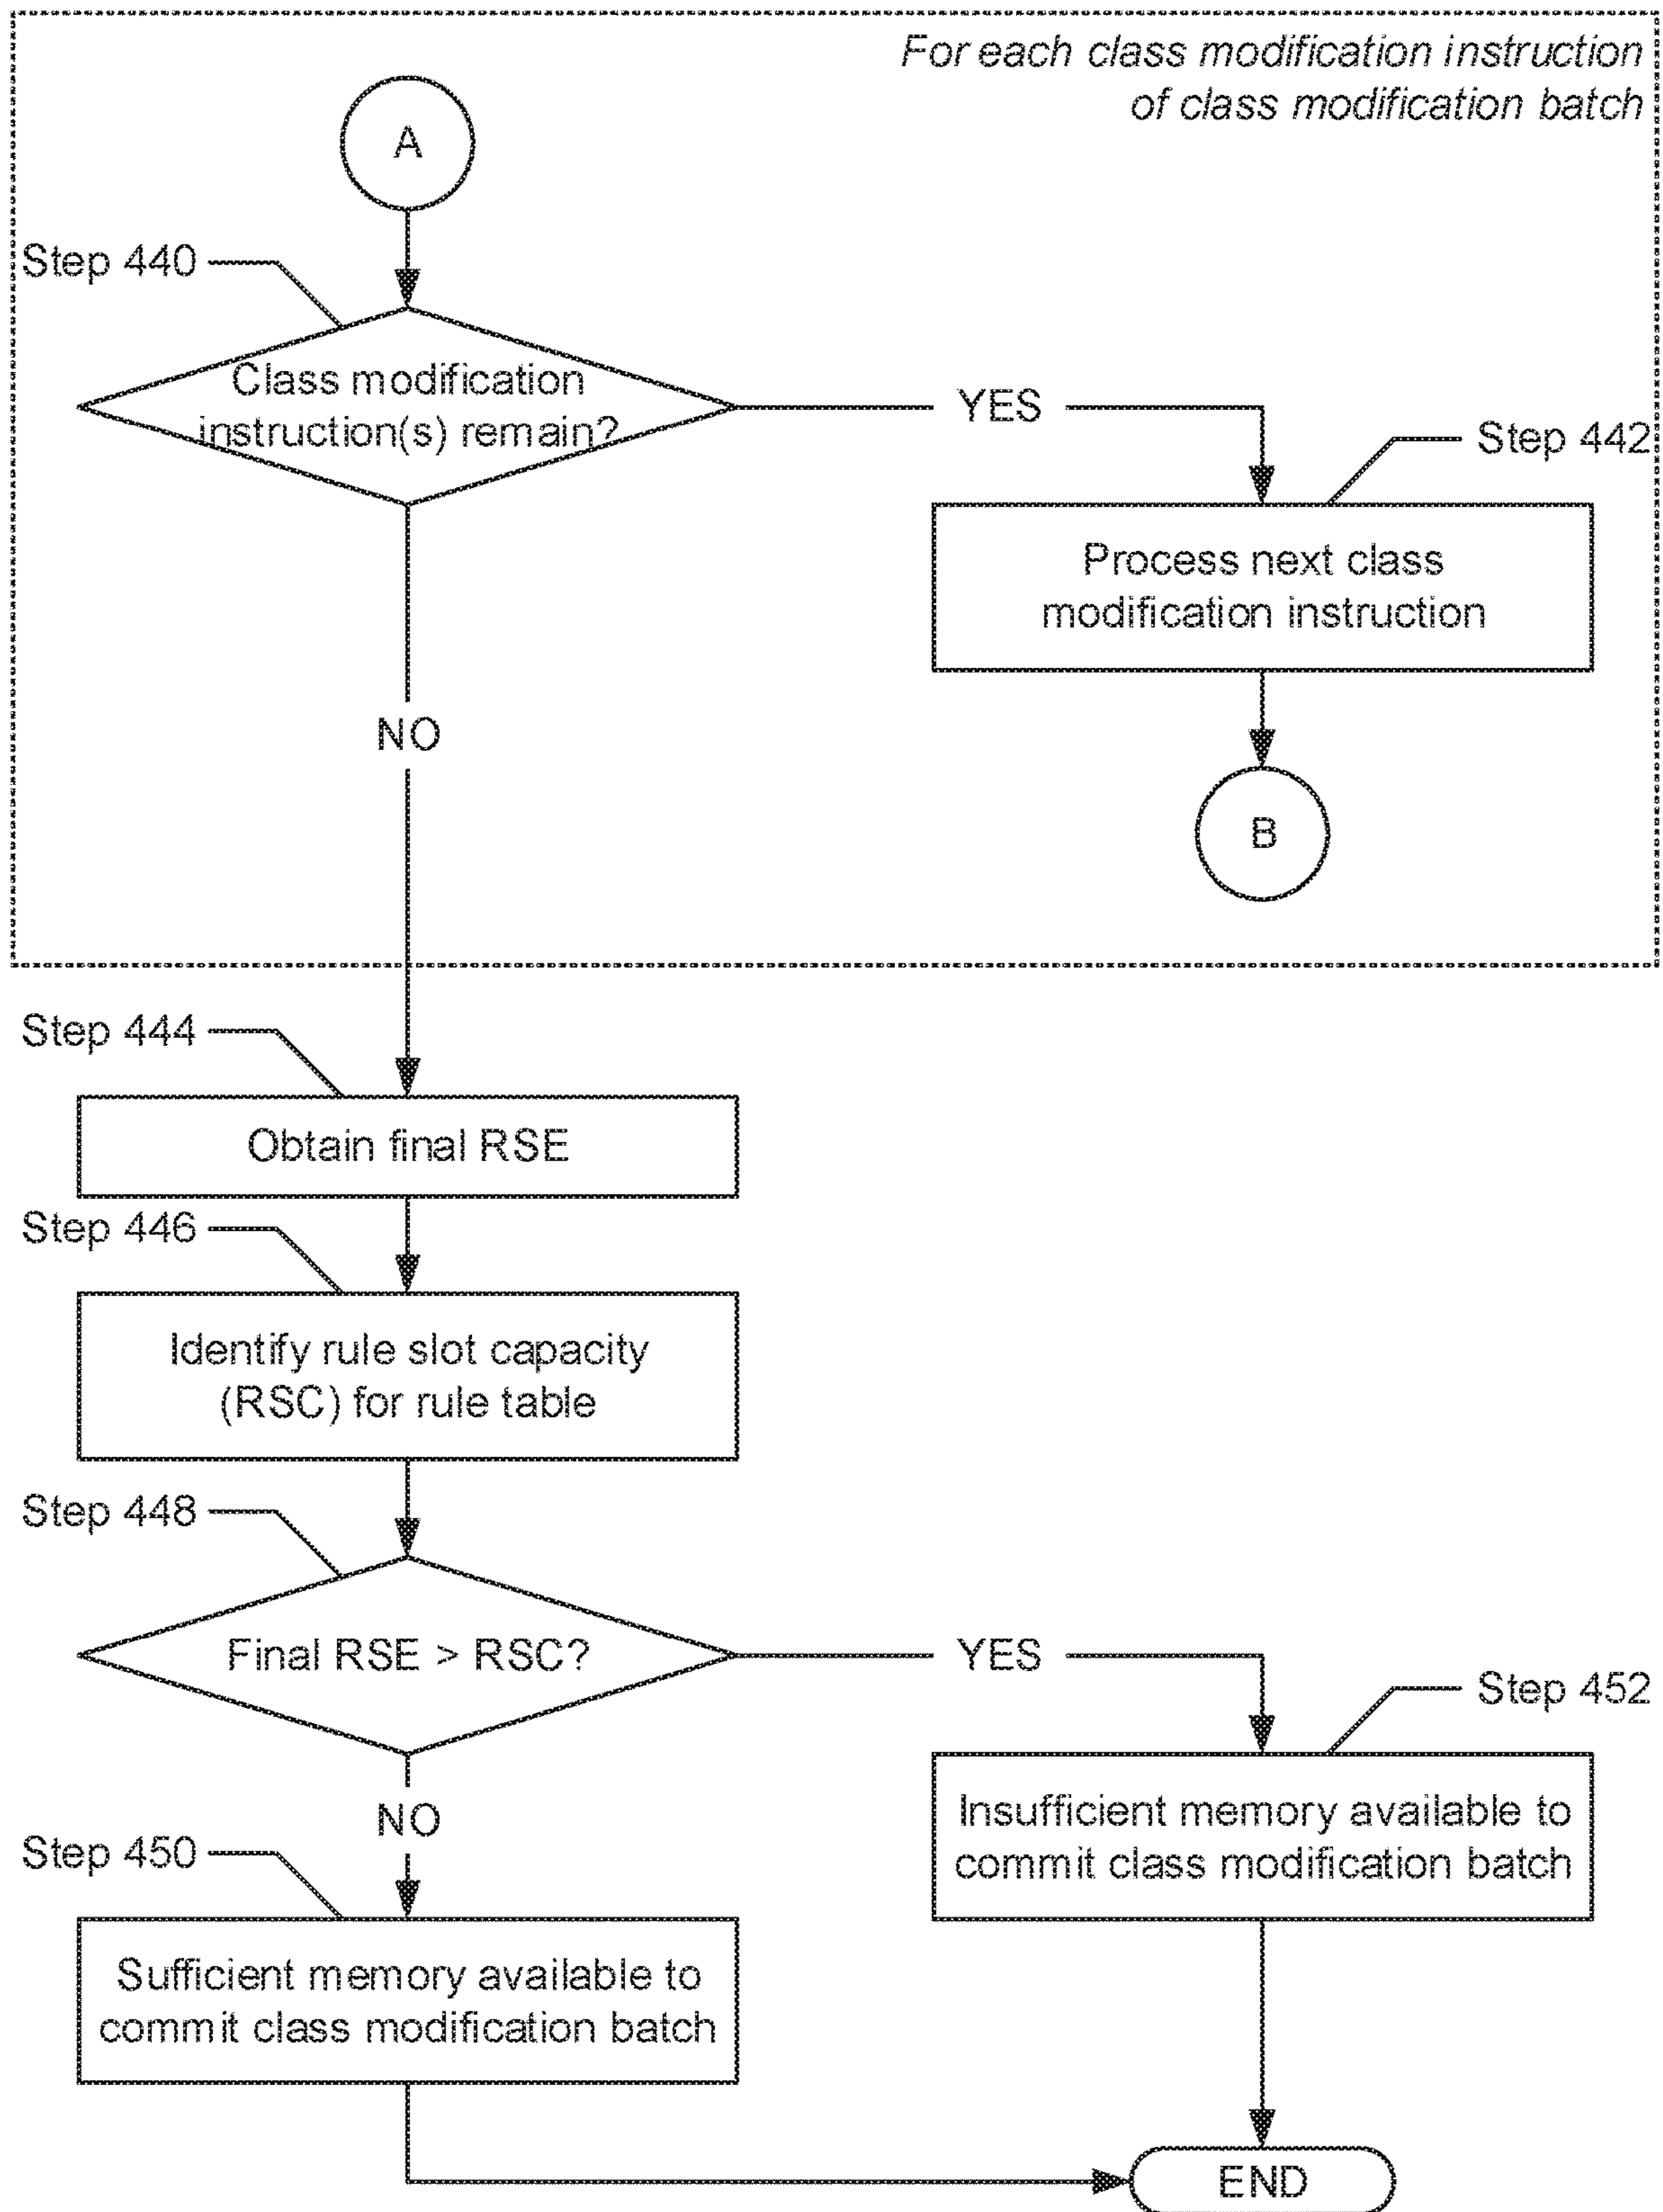 For each class modification instruction
of class modification batch
A
Step 440
Class modification
instruction(s) remain?
YES
Step 442
Process next class
modification instruction
NO
B
Step 444
Obtain final RSE
Step 446
Identify rule slot capacity
(RSC) for rule table
Step 448
Final RSE > RSC?
YES
Step 452
Insufficient memory available to
commit class modification batch
NO
Step 450
Sufficient memory available to
commit class modification batch
END